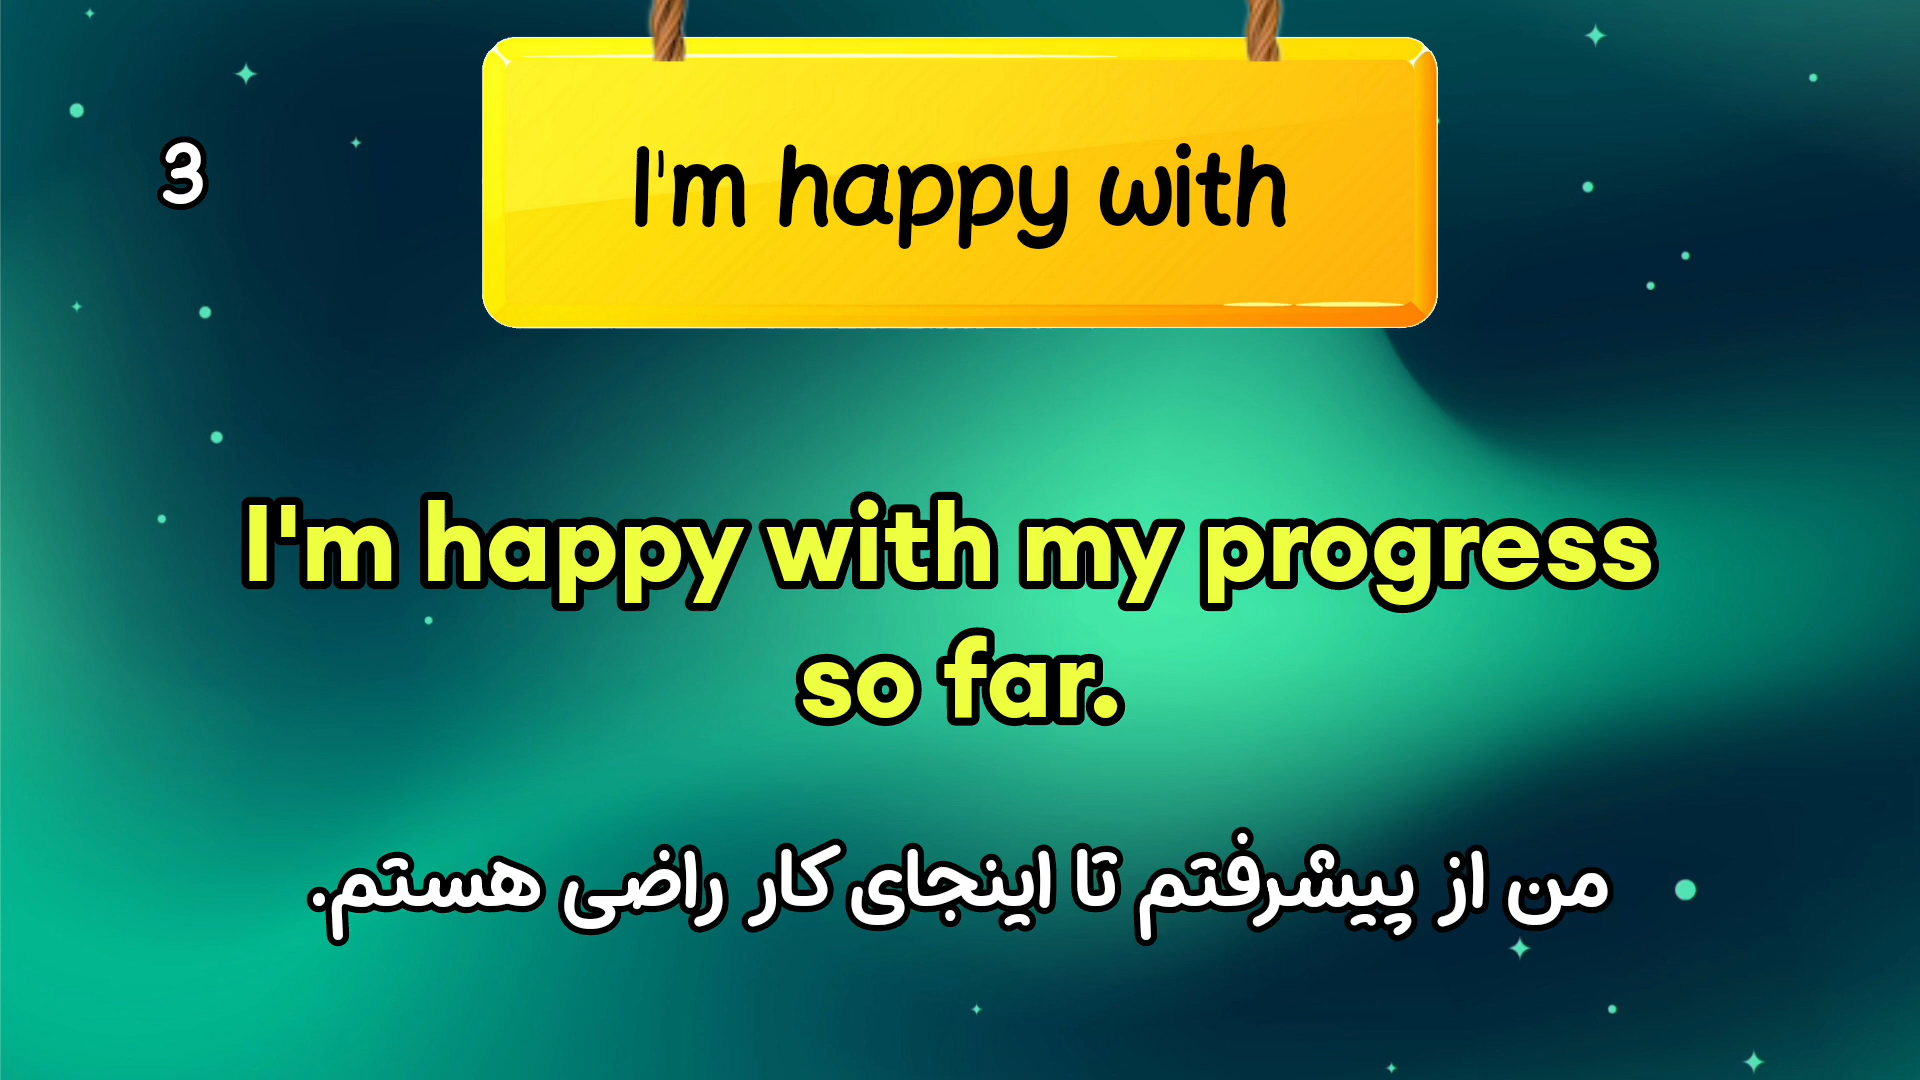 3
I'm happy with
I'm happy with my progress
so far.
من از پیشرفتم تا اینجای کار راضی هستم.